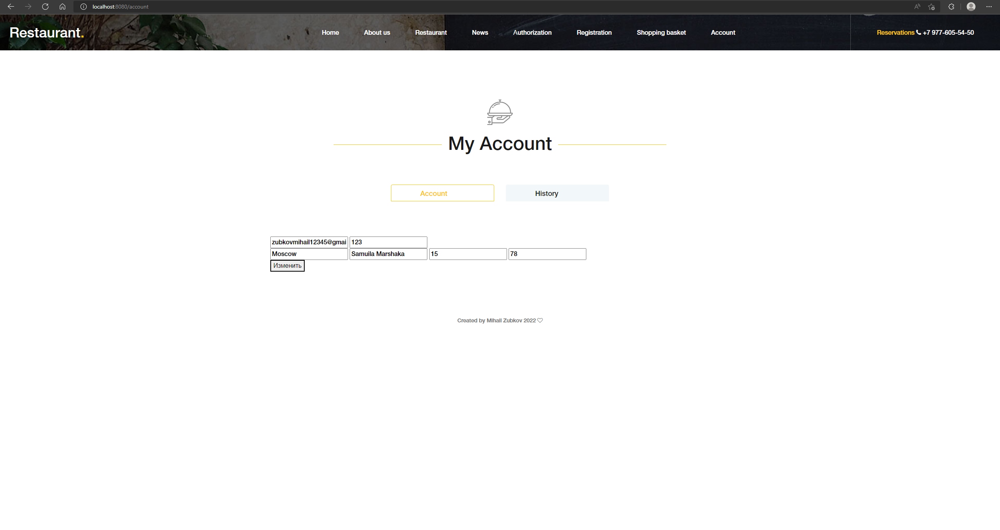 localhost:8080/account
Restaurant. Home About us Restaurant News Authorization Registration Shopping basket Account Reservations +7 977-605-54-50
My Account
Account History
zubkovmihail12345@gmai 123
Moscow Samuila Marshaka 15 78
Изменить
Created by Mihail Zubkov 2022